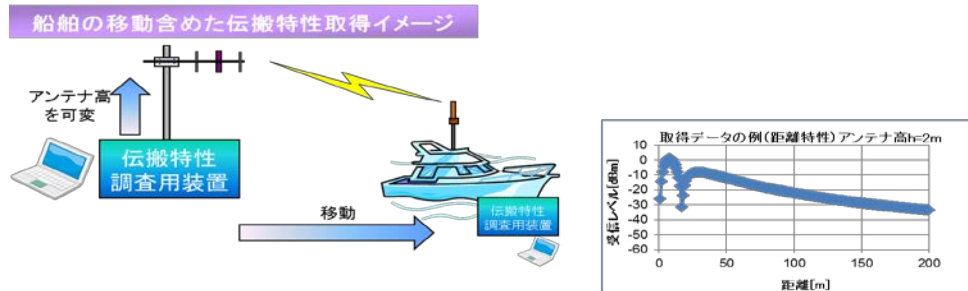 船舶の移動含めた伝搬特性取得イメージ
アンテナ高
を可変
伝搬特性
調査用装置
移動
伝搬特性
調査用装置
取得データの例(距離特性)アンテナ高h=2m
受信レベル[dBm]
10
0
-10
-20
-30
-40
-50
-60
0
50
100
150
200
距離[m]